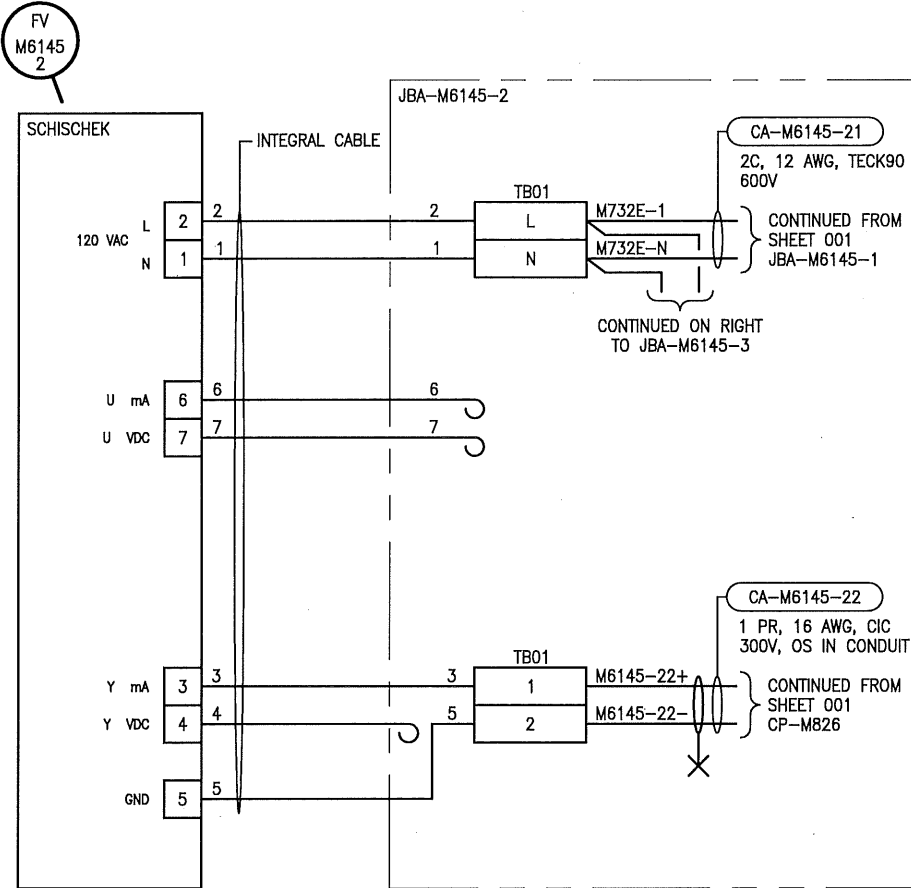 FV
M6145
2
SCHISCHEK
JBA-M6145-2
INTEGRAL CABLE
CA-M6145-21
2C, 12 AWG, TECK90
600V
TB01
120 VAC
L
2
2
2
L
M732E-1
N
1
1
1
N
M732E-N
CONTINUED FROM
SHEET 001
JBA-M6145-1
CONTINUED ON RIGHT
TO JBA-M6145-3
U mA
6
6
6
U VDC
7
7
7
CA-M6145-22
1 PR, 16 AWG, CIC
300V, OS IN CONDUIT
TB01
Y mA
3
3
3
1
M6145-22+
Y VDC
4
4
5
2
M6145-22-
CONTINUED FROM
SHEET 001
CP-M826
GND
5
5